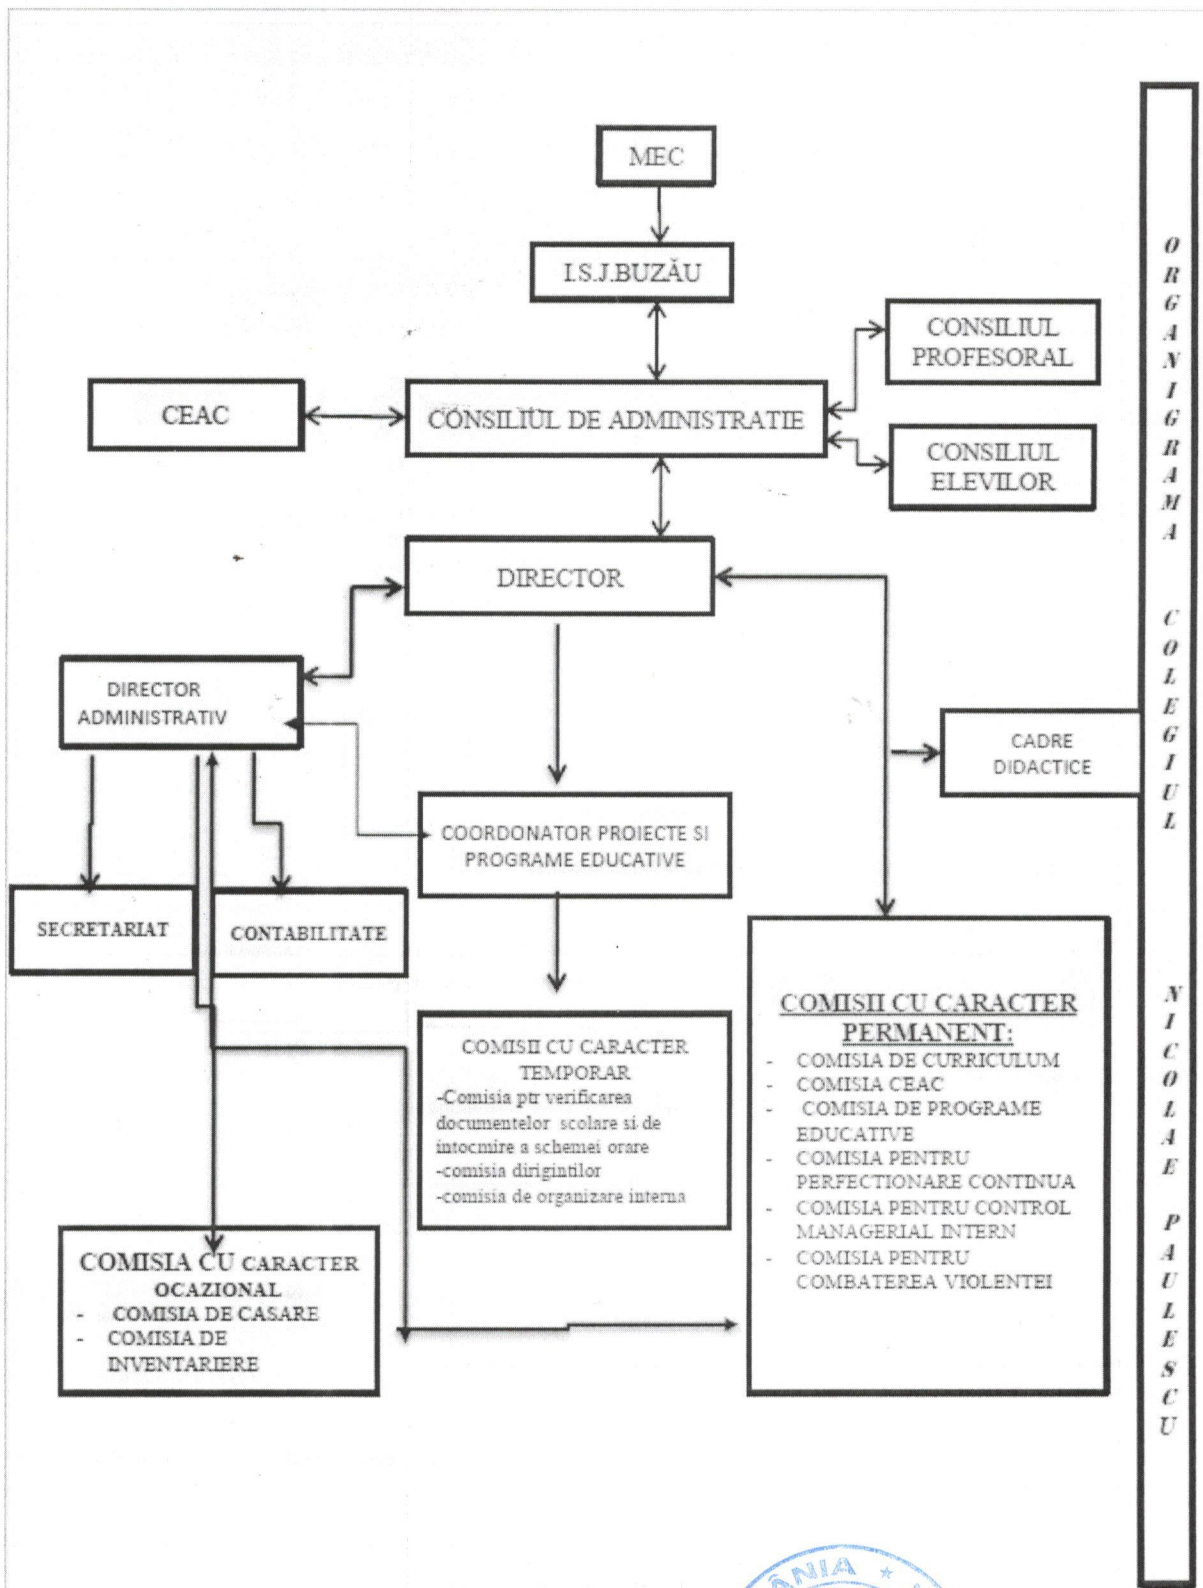 MEC
I.S.J.BUZĂU
CONSILIUL
PROFESORAL
CEAC
CONSILIUL DE ADMINISTRATIE
CONSILIUL
ELEVILOR
DIRECTOR
DIRECTOR
ADMINISTRATIV
CADRE
DIDACTICE
COORDONATOR PROIECTE SI
PROGRAME EDUCATIVE
SECRETARIAT
CONTABILITATE
COMISII CU CARACTER
TEMPORAR
-Comisia ptr verificarea
documentelor scolare si de
intocmire a schemei orare
-comisia dirigintilor
-comisia de organizare interna
COMISII CU CARACTER
PERMANENT:
- COMISIA DE CURRICULUM
- COMISIA CEAC
- COMISIA DE PROGRAME
EDUCATIVE
- COMISIA PENTRU
PERFECTIONARE CONTINUA
- COMISIA PENTRU CONTROL
MANAGERIAL INTERN
- COMISIA PENTRU
COMBATEREA VIOLENTEI
COMISIA CU CARACTER
OCAZIONAL
- COMISIA DE CASARE
- COMISIA DE
INVENTARIERE
ORGANIGRAMA COLEGIUL NICOLAE PAULESCU